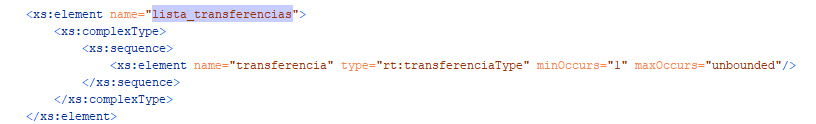 <xs:element name="lista_transferencias">
<xs:complexType>
<xs:sequence>
<xs:element name="transferencia" type="rt:transferenciaType" minOccurs="1" maxOccurs="unbounded"/>
</xs:sequence>
</xs:complexType>
</xs:element>